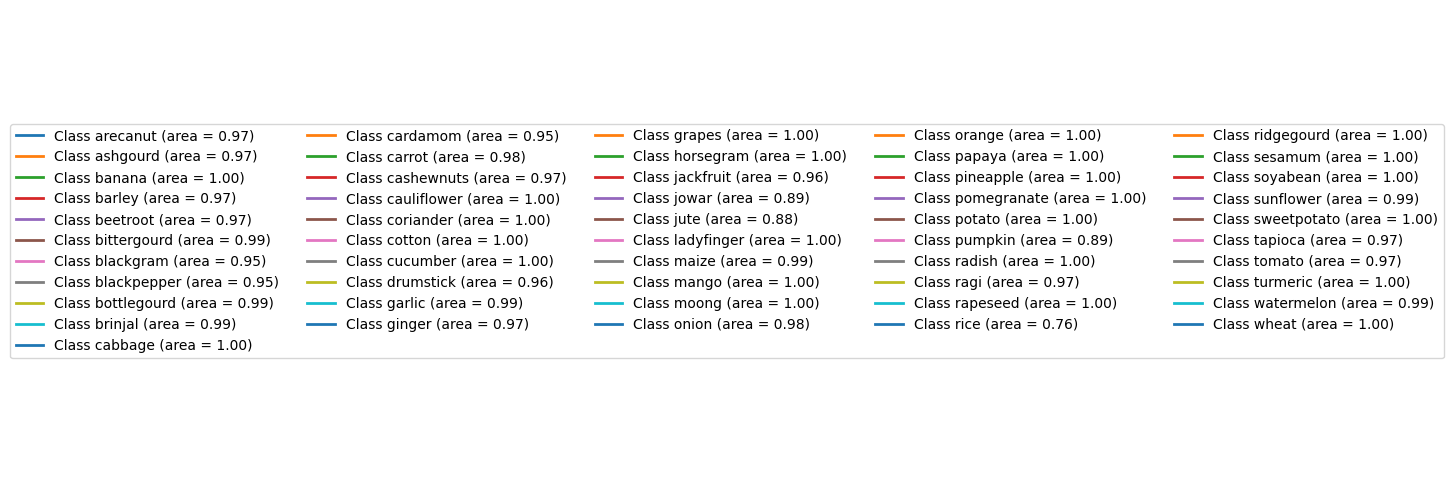 Class arecanut (area = 0.97)
Class ashgourd (area = 0.97)
Class banana (area = 1.00)
Class barley (area = 0.97)
Class beetroot (area = 0.97)
Class bittergourd (area = 0.99)
Class blackgram (area = 0.95)
Class blackpepper (area = 0.95)
Class bottlegourd (area = 0.99)
Class brinjal (area = 0.99)
Class cabbage (area = 1.00)
Class cardamom (area = 0.95)
Class carrot (area = 0.98)
Class cashewnuts (area = 0.97)
Class cauliflower (area = 1.00)
Class coriander (area = 1.00)
Class cotton (area = 1.00)
Class cucumber (area = 1.00)
Class drumstick (area = 0.96)
Class garlic (area = 0.99)
Class ginger (area = 0.97)
Class grapes (area = 1.00)
Class horsegram (area = 1.00)
Class jackfruit (area = 0.96)
Class jowar (area = 0.89)
Class jute (area = 0.88)
Class ladyfinger (area = 1.00)
Class maize (area = 0.99)
Class mango (area = 1.00)
Class moong (area = 1.00)
Class onion (area = 0.98)
Class orange (area = 1.00)
Class papaya (area = 1.00)
Class pineapple (area = 1.00)
Class pomegranate (area = 1.00)
Class potato (area = 1.00)
Class pumpkin (area = 0.89)
Class radish (area = 1.00)
Class ragi (area = 0.97)
Class rapeseed (area = 1.00)
Class rice (area = 0.76)
Class ridgegourd (area = 1.00)
Class sesamum (area = 1.00)
Class soyabean (area = 1.00)
Class sunflower (area = 0.99)
Class sweetpotato (area = 1.00)
Class tapioca (area = 0.97)
Class tomato (area = 0.97)
Class turmeric (area = 1.00)
Class watermelon (area = 0.99)
Class wheat (area = 1.00)